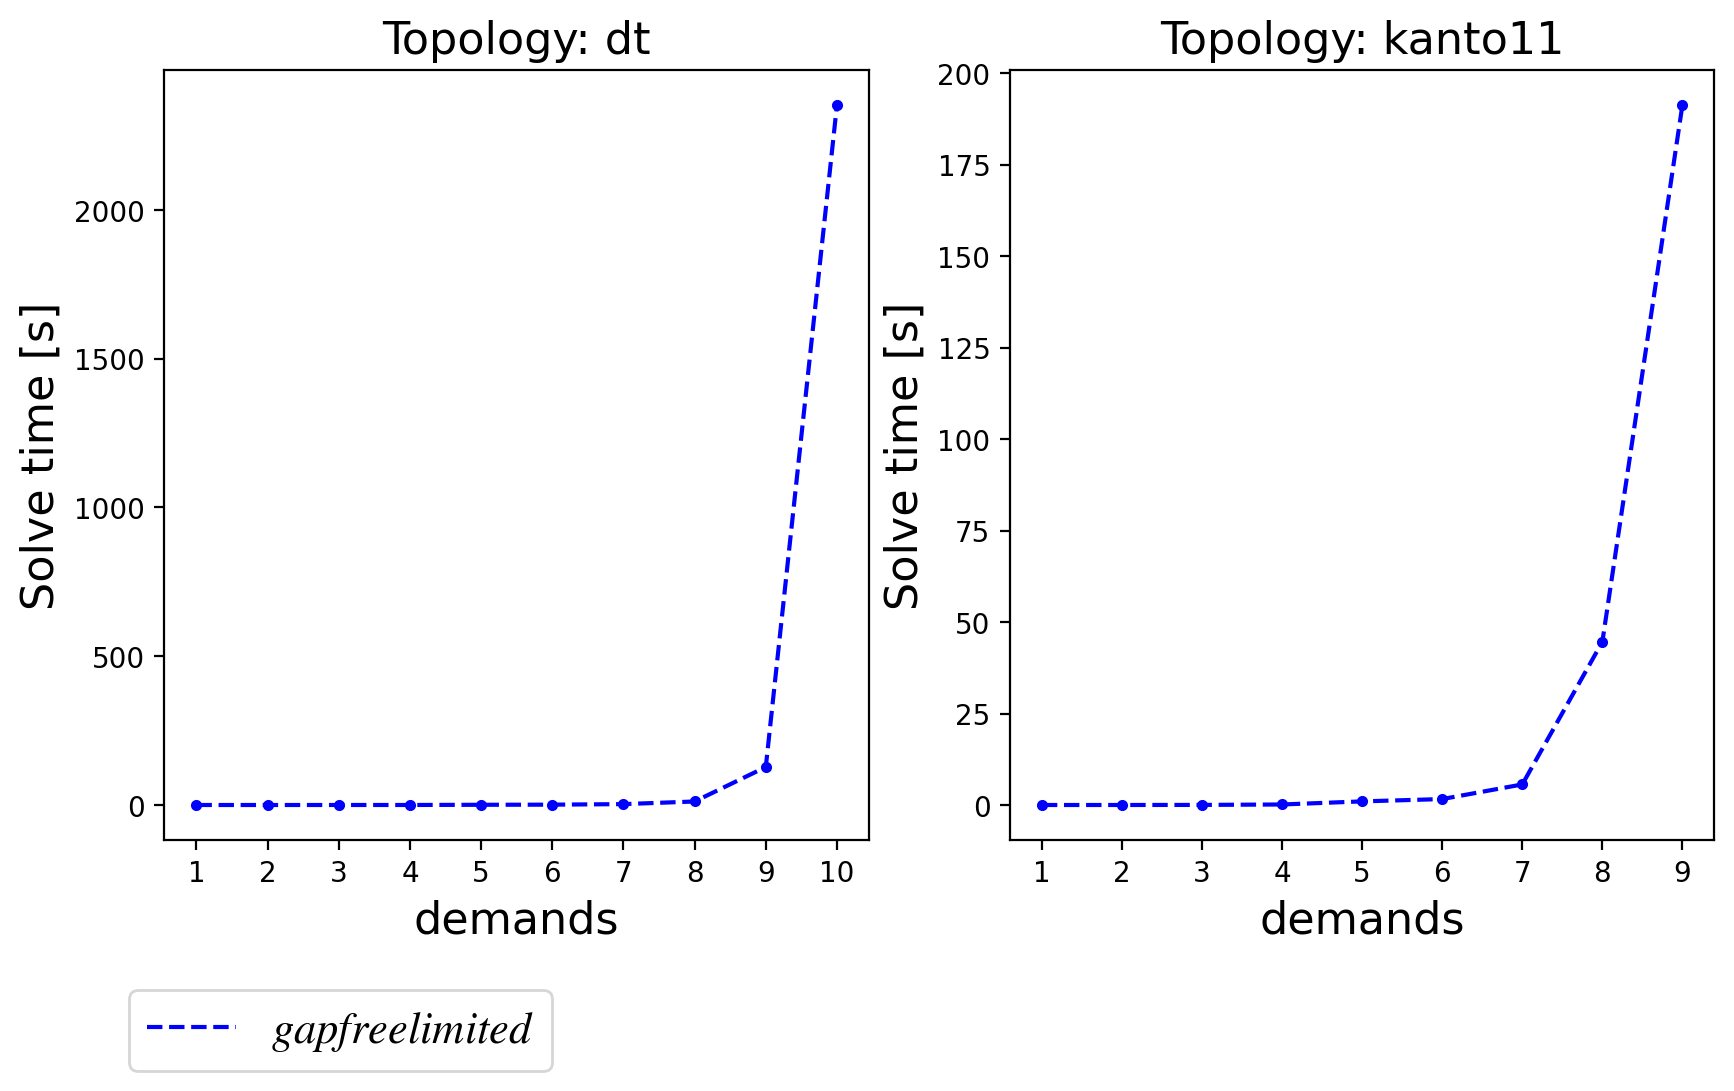 Topology: dt
Solve time [s]
2000
1500
1000
500
0
1 2 3 4 5 6 7 8 9 10
demands
Topology: kanto11
Solve time [s]
200
175
150
125
100
75
50
25
0
1 2 3 4 5 6 7 8 9
demands
gapfreelimited